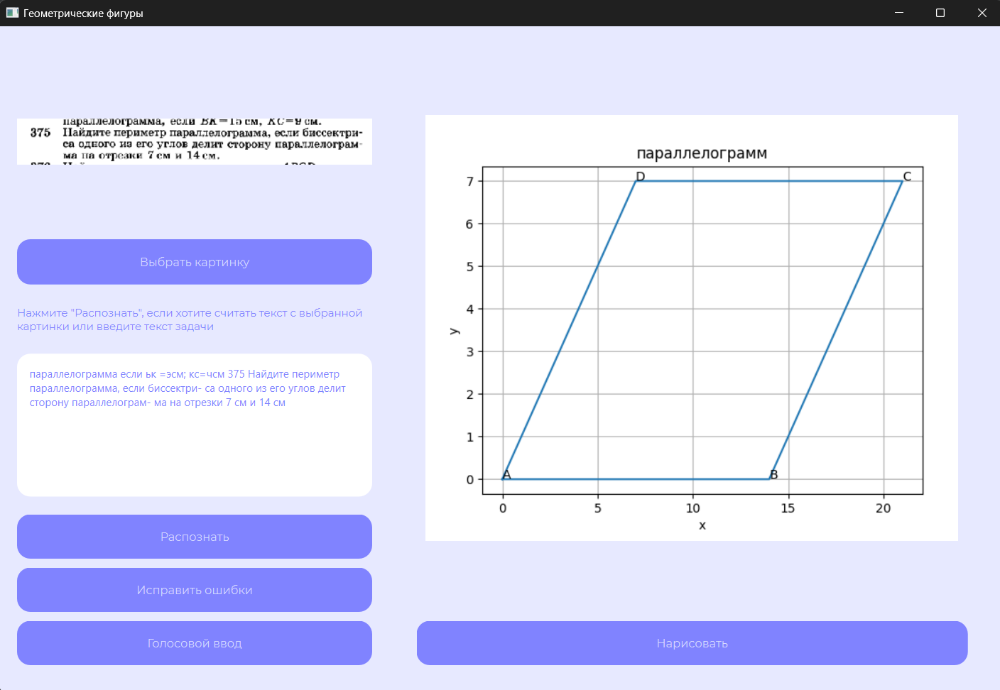 Геометрические фигуры
параллелограмма, если BK=15 см, KC=9 см.
375 Найдите периметр параллелограмма, если биссектри-
са одного из его углов делит сторону параллелограм-
ма на отрезки 7 см и 14 см.
Выбрать картинку
Нажмите "Распознать", если хотите считать текст с выбранной
картинки или введите текст задачи
параллелограмма если ьк =эсм; кс=чсм 375 Найдите периметр
параллелограмма, если биссектри- са одного из его углов делит
сторону параллелограм- ма на отрезки 7 см и 14 см
Распознать
Исправить ошибки
Голосовой ввод
параллелограмм
D C
7
6
5
4
3
2
1
0
A B
0 5 10 15 20
y
x
Нарисовать